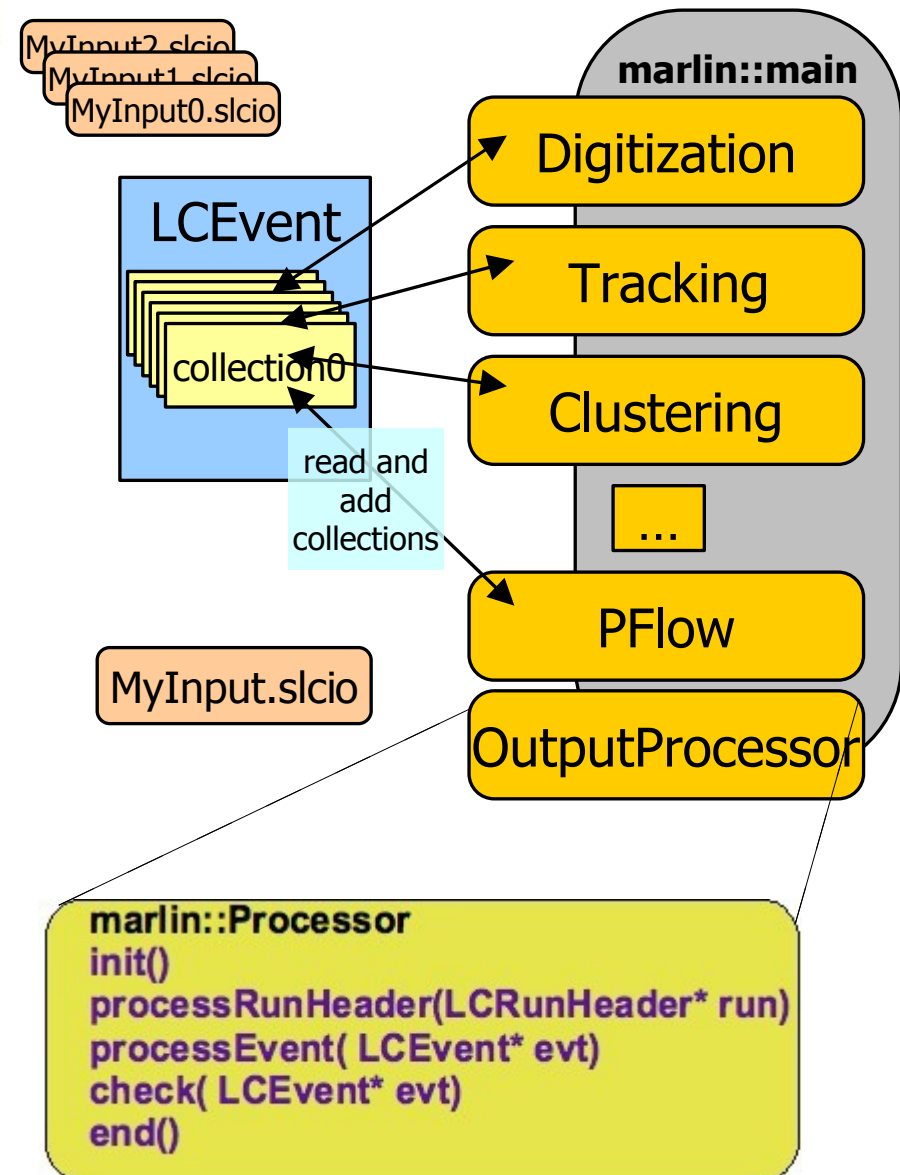 MyInput2.slcio
MyInput1.slcio
MyInput0.slcio
marlin::main
Digitization
LCEvent
Tracking
collection0
Clustering
read and
add
collections
...
PFlow
MyInput.slcio
OutputProcessor
marlin::Processor
init()
processRunHeader(LCRunHeader* run)
processEvent( LCEvent* evt)
check( LCEvent* evt)
end()